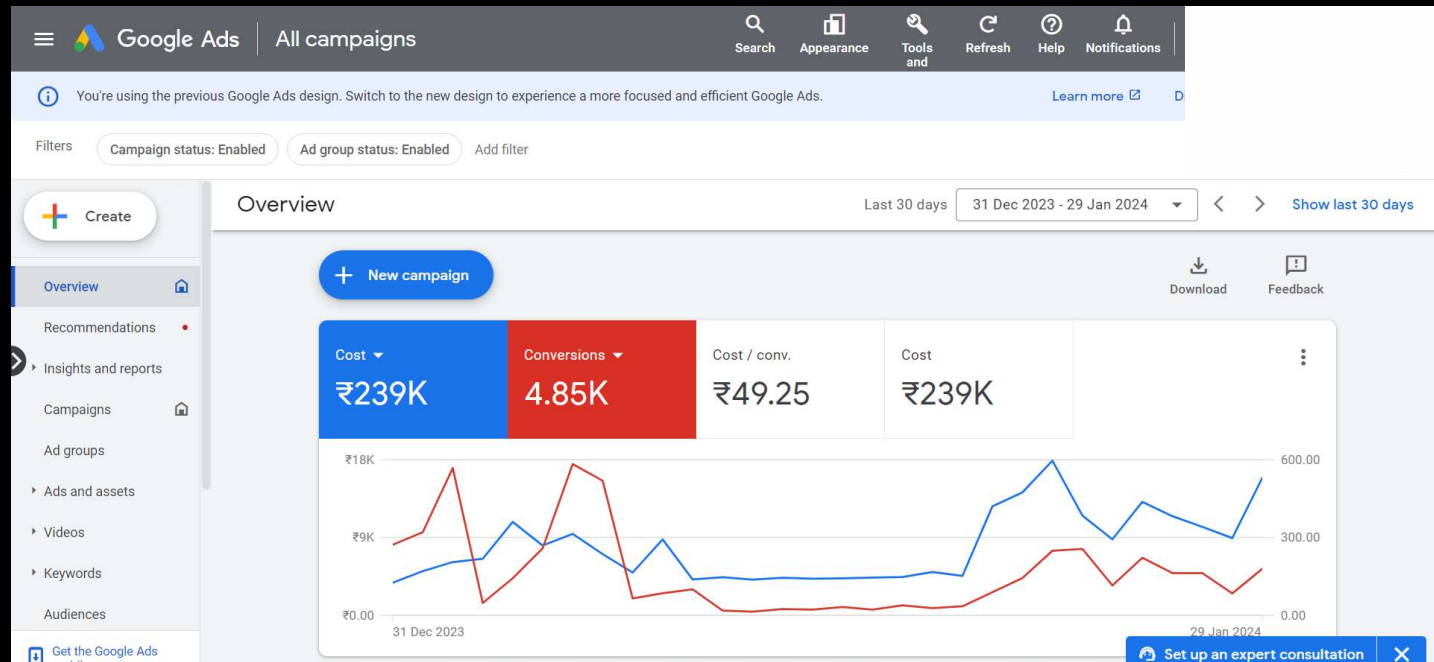 Google Ads All campaigns
Search Appearance Tools and Refresh Help Notifications
You're using the previous Google Ads design. Switch to the new design to experience a more focused and efficient Google Ads. Learn more
Filters Campaign status: Enabled Ad group status: Enabled Add filter
Create
Overview
Last 30 days 31 Dec 2023 - 29 Jan 2024 Show last 30 days
Overview
Recommendations
Insights and reports
Campaigns
Ad groups
Ads and assets
Videos
Keywords
Audiences
Get the Google Ads
New campaign
Download Feedback
Cost Conversions Cost / conv. Cost
₹239K 4.85K ₹49.25 ₹239K
₹18K 600.00
₹9K 300.00
₹0.00 0.00
31 Dec 2023 29 Jan 2024
Set up an expert consultation